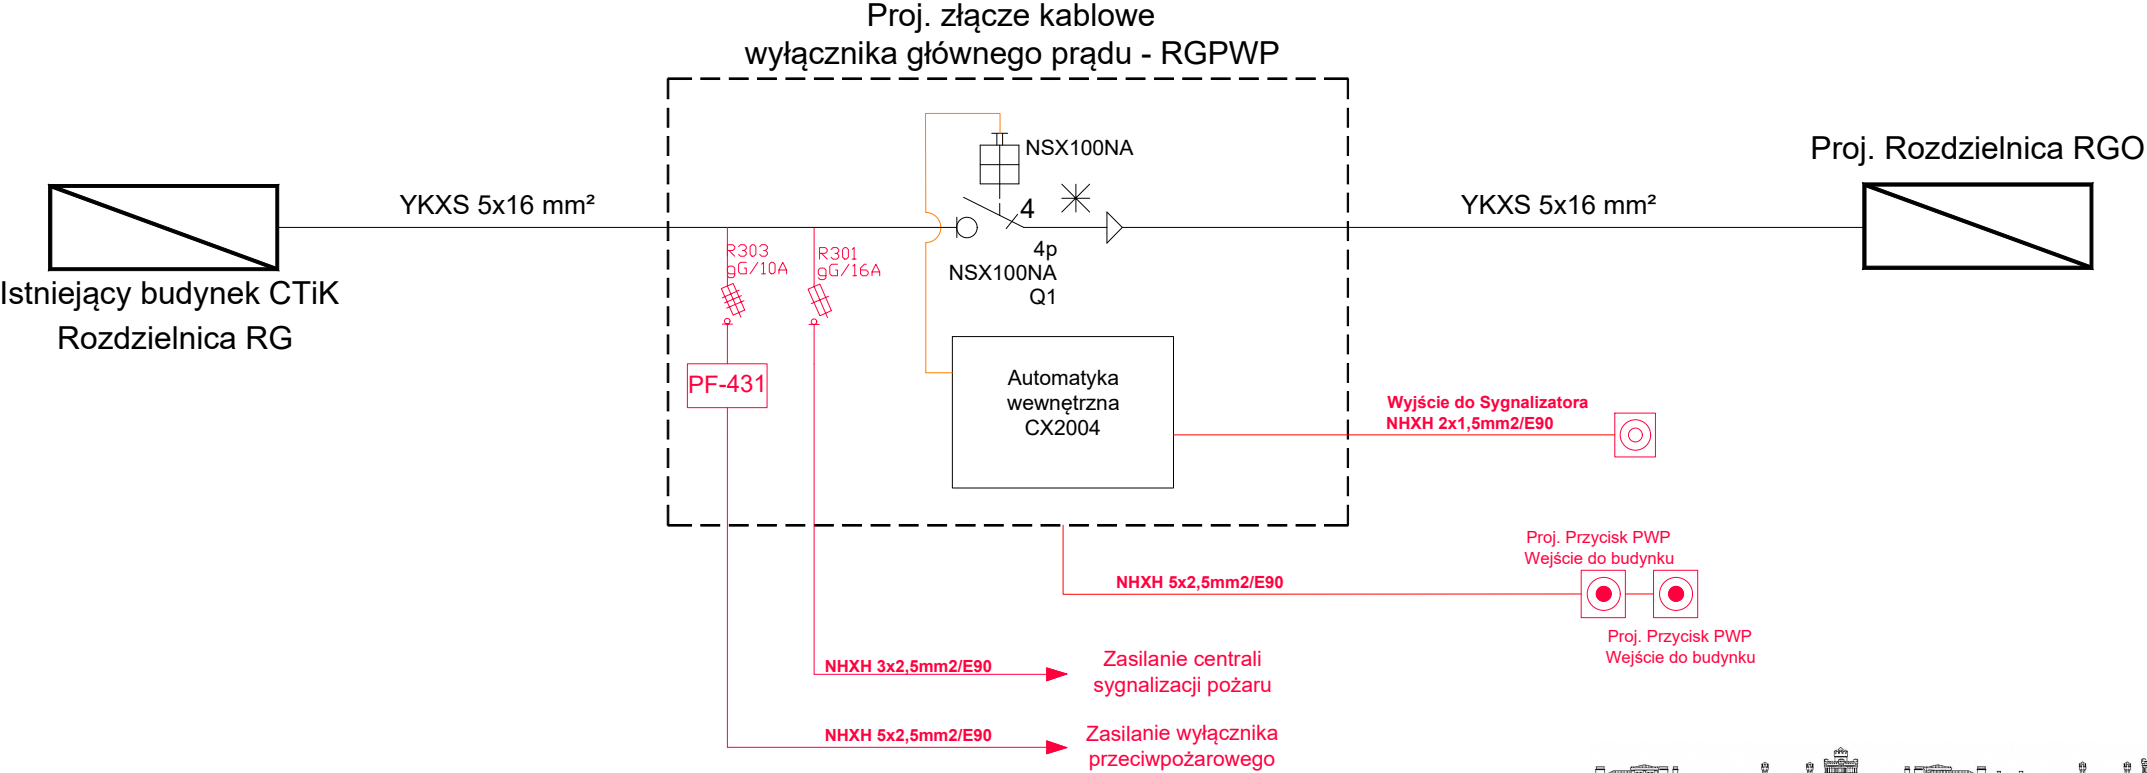 Proj. złącze kablowe
wyłącznika głównego prądu - RGPWP
NSX100NA
Proj. Rozdzielnica RGO
YKXS 5x16 mm²
4
YKXS 5x16 mm²
R303
gG/10A
R301
gG/16A
4p
NSX100NA
Q1
Istniejący budynek CTiK
Rozdzielnica RG
PF-431
Automatyka
wewnętrzna
CX2004
Wyjście do Sygnalizatora
NHXH 2x1,5mm2/E90
Proj. Przycisk PWP
Wejście do budynku
NHXH 5x2,5mm2/E90
Proj. Przycisk PWP
Wejście do budynku
NHXH 3x2,5mm2/E90
Zasilanie centrali
sygnalizacji pożaru
NHXH 5x2,5mm2/E90
Zasilanie wyłącznika
przeciwpożarowego